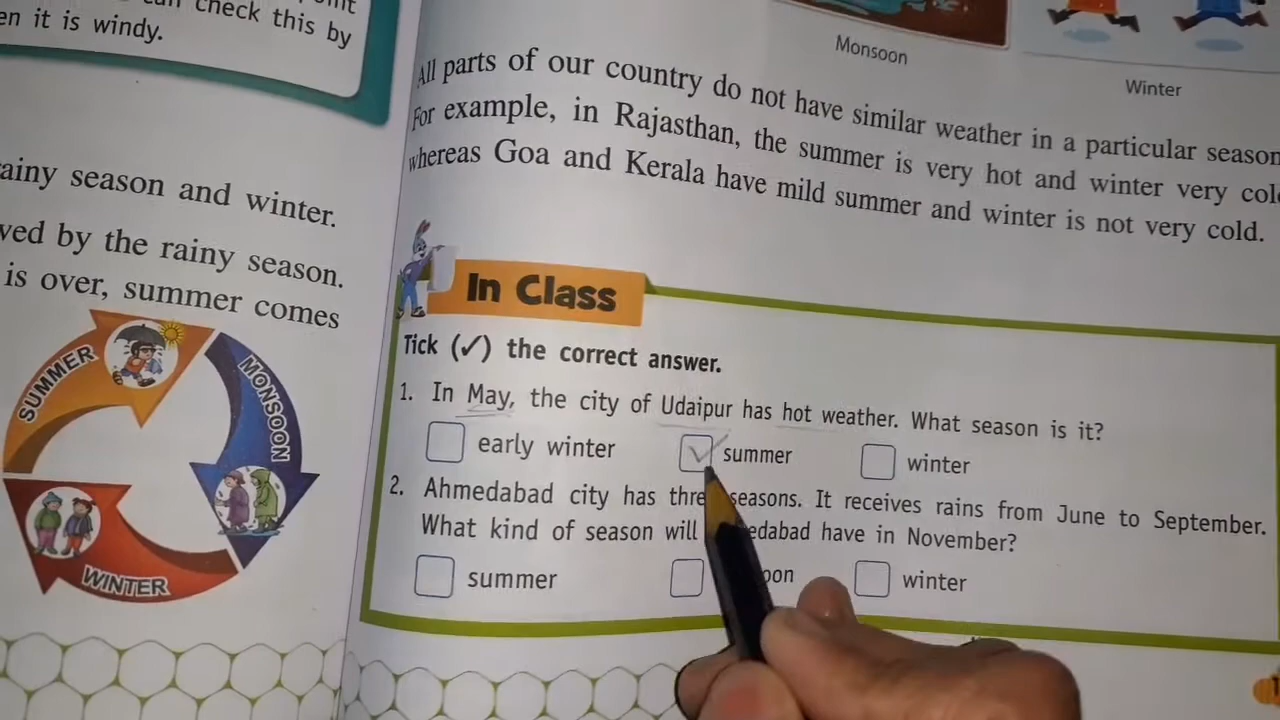 check this by
en it is windy.
ainy season and winter.
ved by the rainy season.
is over, summer comes
SUMMER
MONSOON
WINTER
Monsoon
Winter
All parts of our country do not have similar weather in a particular season
For example, in Rajasthan, the summer is very hot and winter very col
whereas Goa and Kerala have mild summer and winter is not very cold.
In Class
Tick (✓) the correct answer.
1. In May, the city of Udaipur has hot weather. What season is it?
early winter ✓ summer winter
2. Ahmedabad city has thre seasons. It receives rains from June to September.
What kind of season will edabad have in November?
summer oon winter